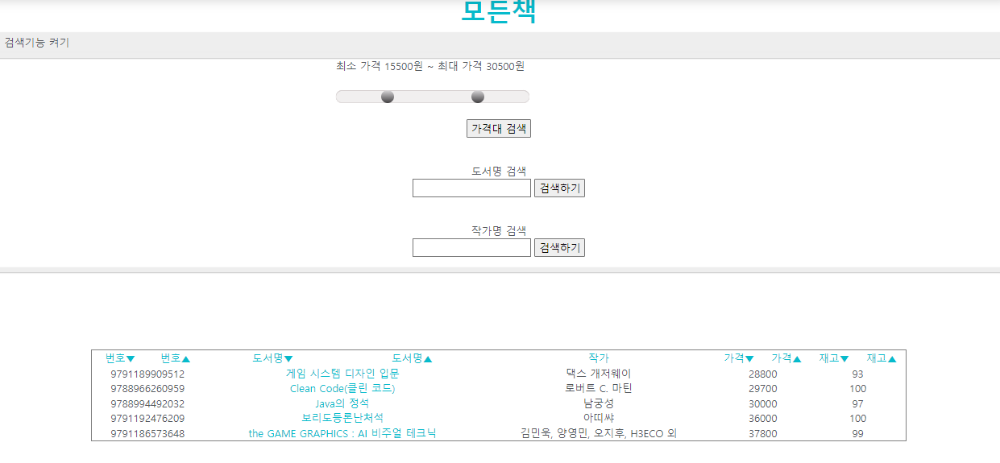 모든책
검색기능 켜기
최소 가격 15500원 ~ 최대 가격 30500원
가격대 검색
도서명 검색
검색하기
작가명 검색
검색하기
번호▼ 번호▲ 도서명▼ 도서명▲ 작가 가격▼ 가격▲ 재고▼ 재고▲
9791189909512 게임 시스템 디자인 입문 댁스 개저웨이 28800 93
9788966260959 Clean Code(클린 코드) 로버트 C. 마틴 29700 100
9788994492032 Java의 정석 남궁성 30000 97
9791192476209 보리도둥론난처석 아띠쌰 36000 100
9791186573648 the GAME GRAPHICS : AI 비주얼 테크닉 김민욱, 양영민, 오지후, H3ECO 외 37800 99